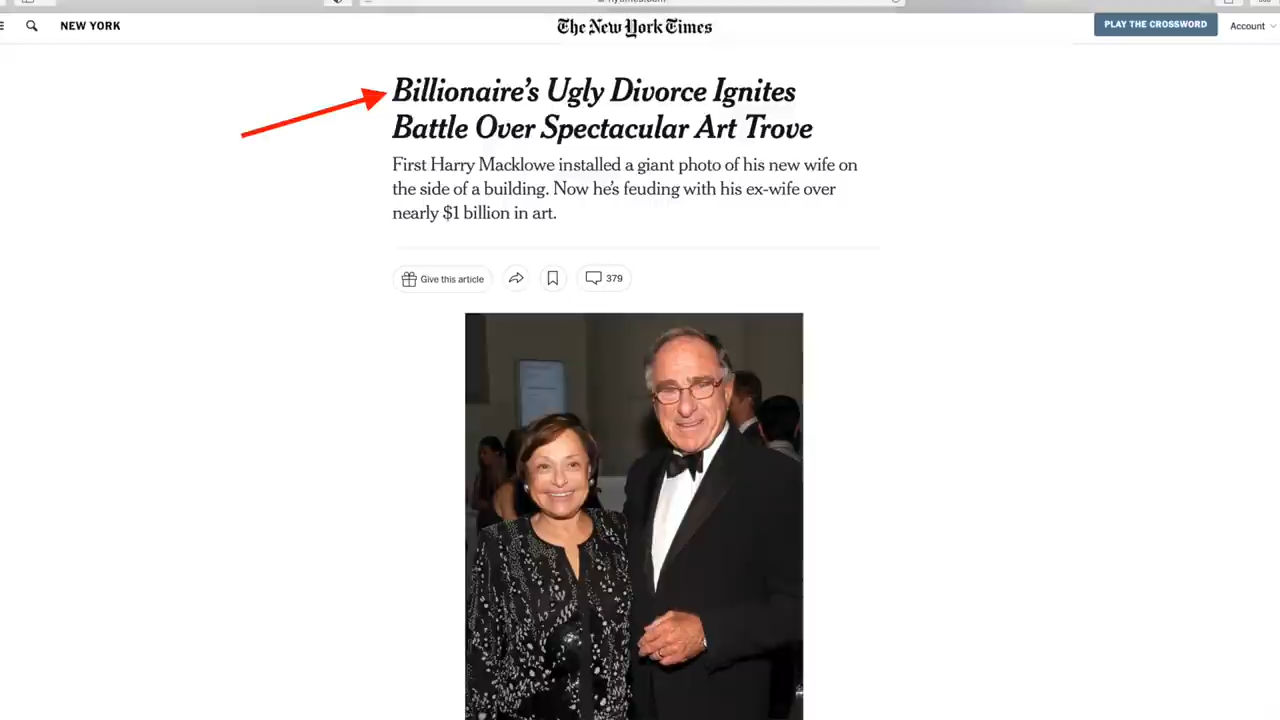 NEW YORK
The New York Times
PLAY THE CROSSWORD
Account
Billionaire's Ugly Divorce Ignites
Battle Over Spectacular Art Trove
First Harry Macklowe installed a giant photo of his new wife on
the side of a building. Now he's feuding with his ex-wife over
nearly $1 billion in art.
Give this article
379